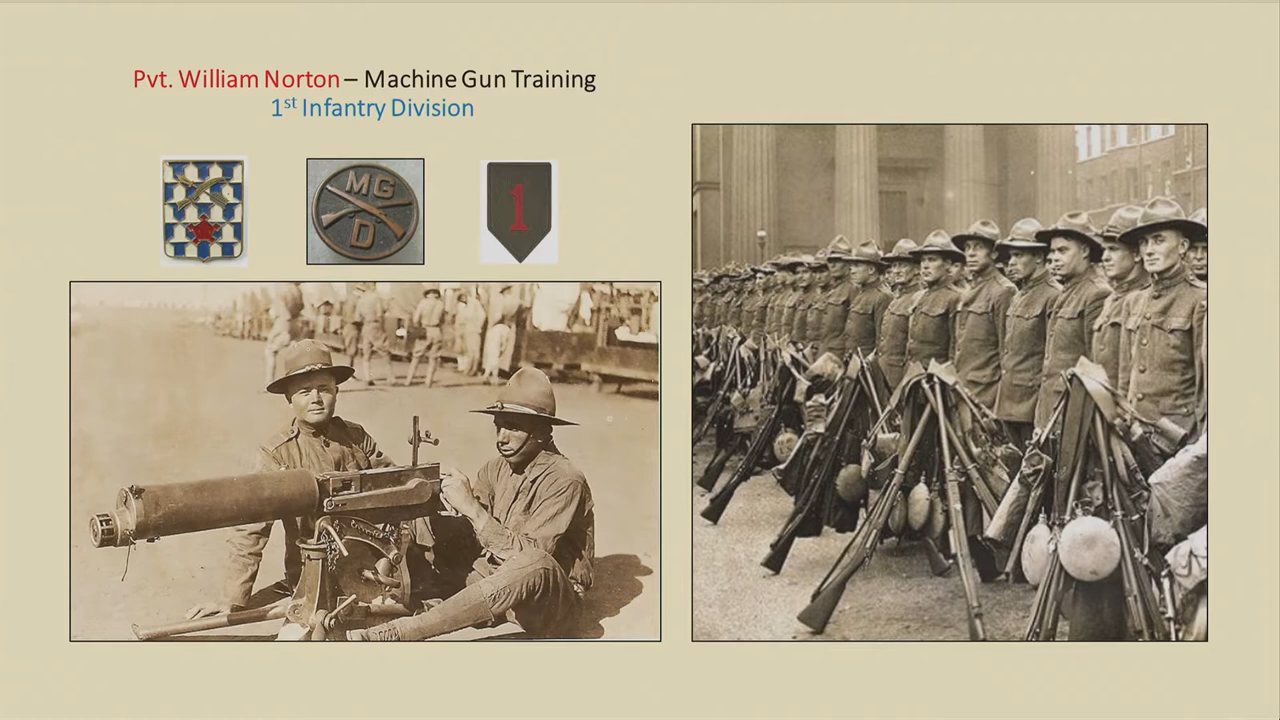 Pvt. William Norton – Machine Gun Training
1st Infantry Division
MG
D
1